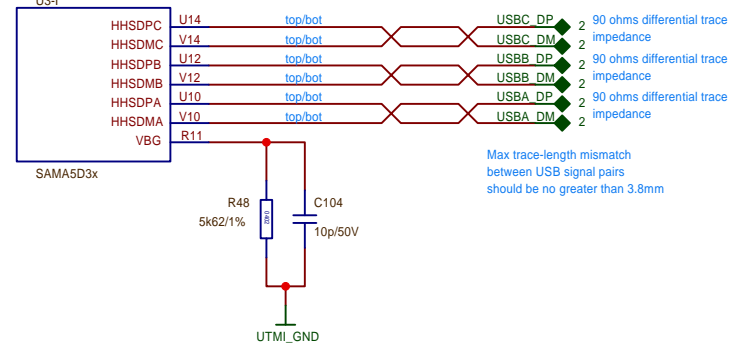 U3-I
HHSDPC U14 top/bot USBC_DP 2 90 ohms differential trace
HHSDMC V14 top/bot USBC_DM 2 impedance
HHSDPB U12 top/bot USBB_DP 2 90 ohms differential trace
HHSDMB V12 top/bot USBB_DM 2 impedance
HHSDPA U10 top/bot USBA_DP 2 90 ohms differential trace
HHSDMA V10 top/bot USBA_DM 2 impedance
VBG R11
SAMA5D3x
Max trace-length mismatch
between USB signal pairs
should be no greater than 3.8mm
R48 C104
5k62/1% 0402 10p/50V
UTMI_GND